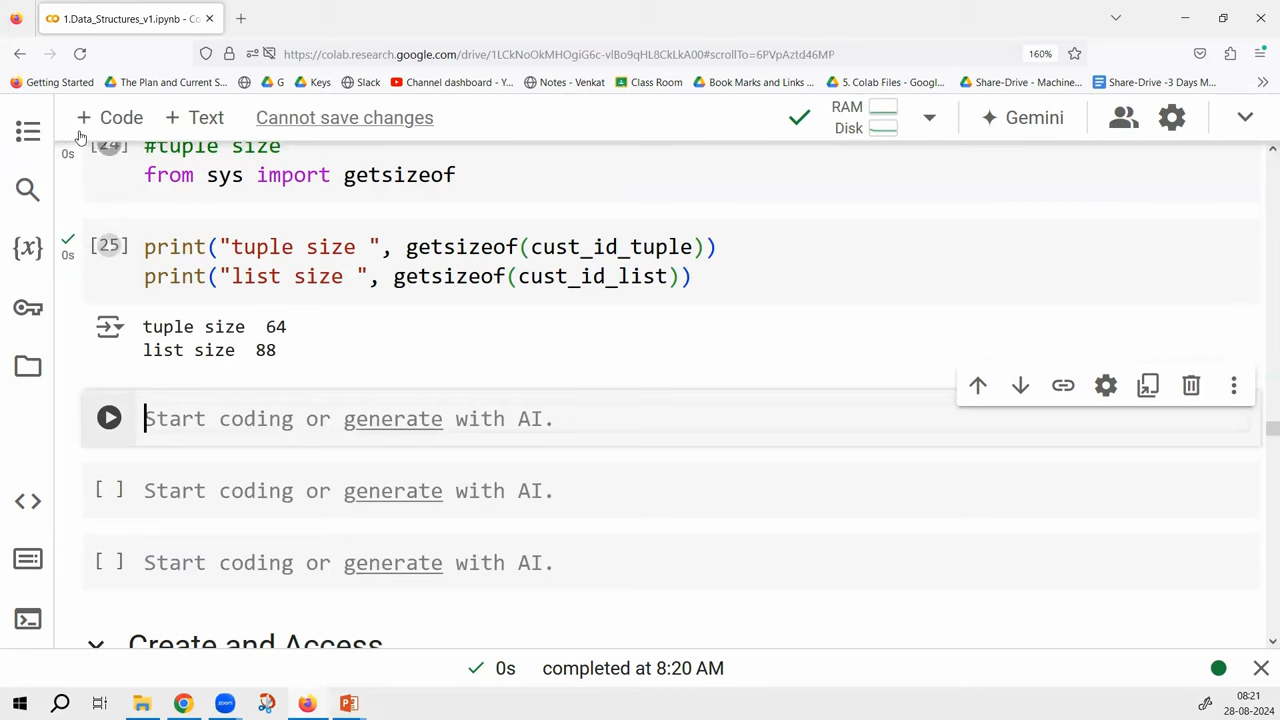 1.Data_Structures_v1.ipynb - Co
https://colab.research.google.com/drive/1LCkNoOkMHOgiG6c-vlBo9qHL8CkLkA00#scrollTo=6PVpAztd46MP
160%
Getting Started
The Plan and Current S...
G
Keys
Slack
Channel dashboard - Y...
Notes - Venkat
Class Room
Book Marks and Links ...
5. Colab Files - Googl...
Share-Drive - Machine...
Share-Drive -3 Days M...
+ Code + Text Cannot save changes
RAM
Disk
Gemini
0s
[24] #tuple size
from sys import getsizeof
0s
[25] print("tuple size ", getsizeof(cust_id_tuple))
print("list size ", getsizeof(cust_id_list))
tuple size  64
list size  88
Start coding or generate with AI.
[ ] Start coding or generate with AI.
[ ] Start coding or generate with AI.
Create and Access
0s completed at 8:20 AM
zoom
08:21
28-08-2024